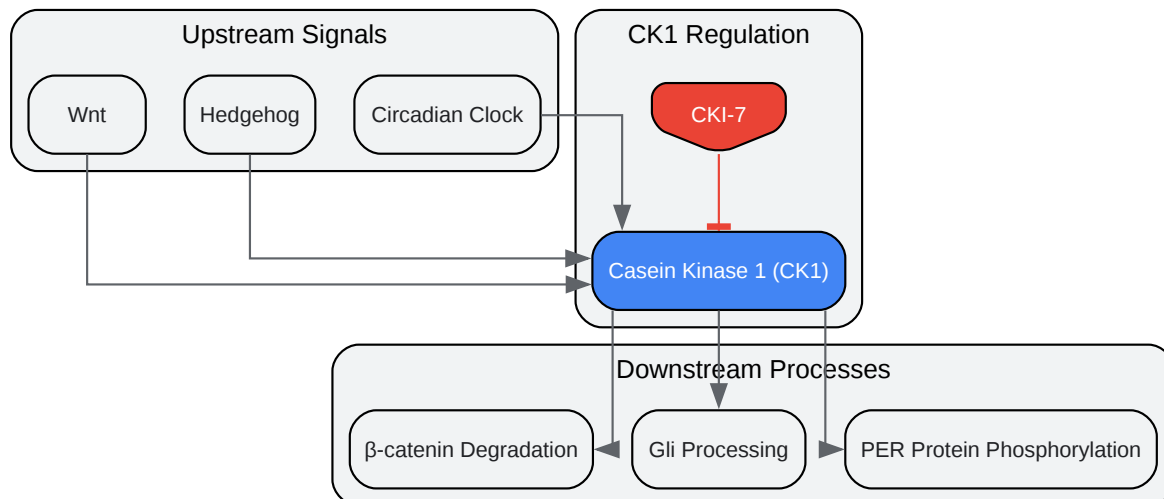 Upstream Signals
CK1 Regulation
Wnt
Hedgehog
Circadian Clock
CKI-7
Casein Kinase 1 (CK1)
Downstream Processes
β-catenin Degradation
Gli Processing
PER Protein Phosphorylation